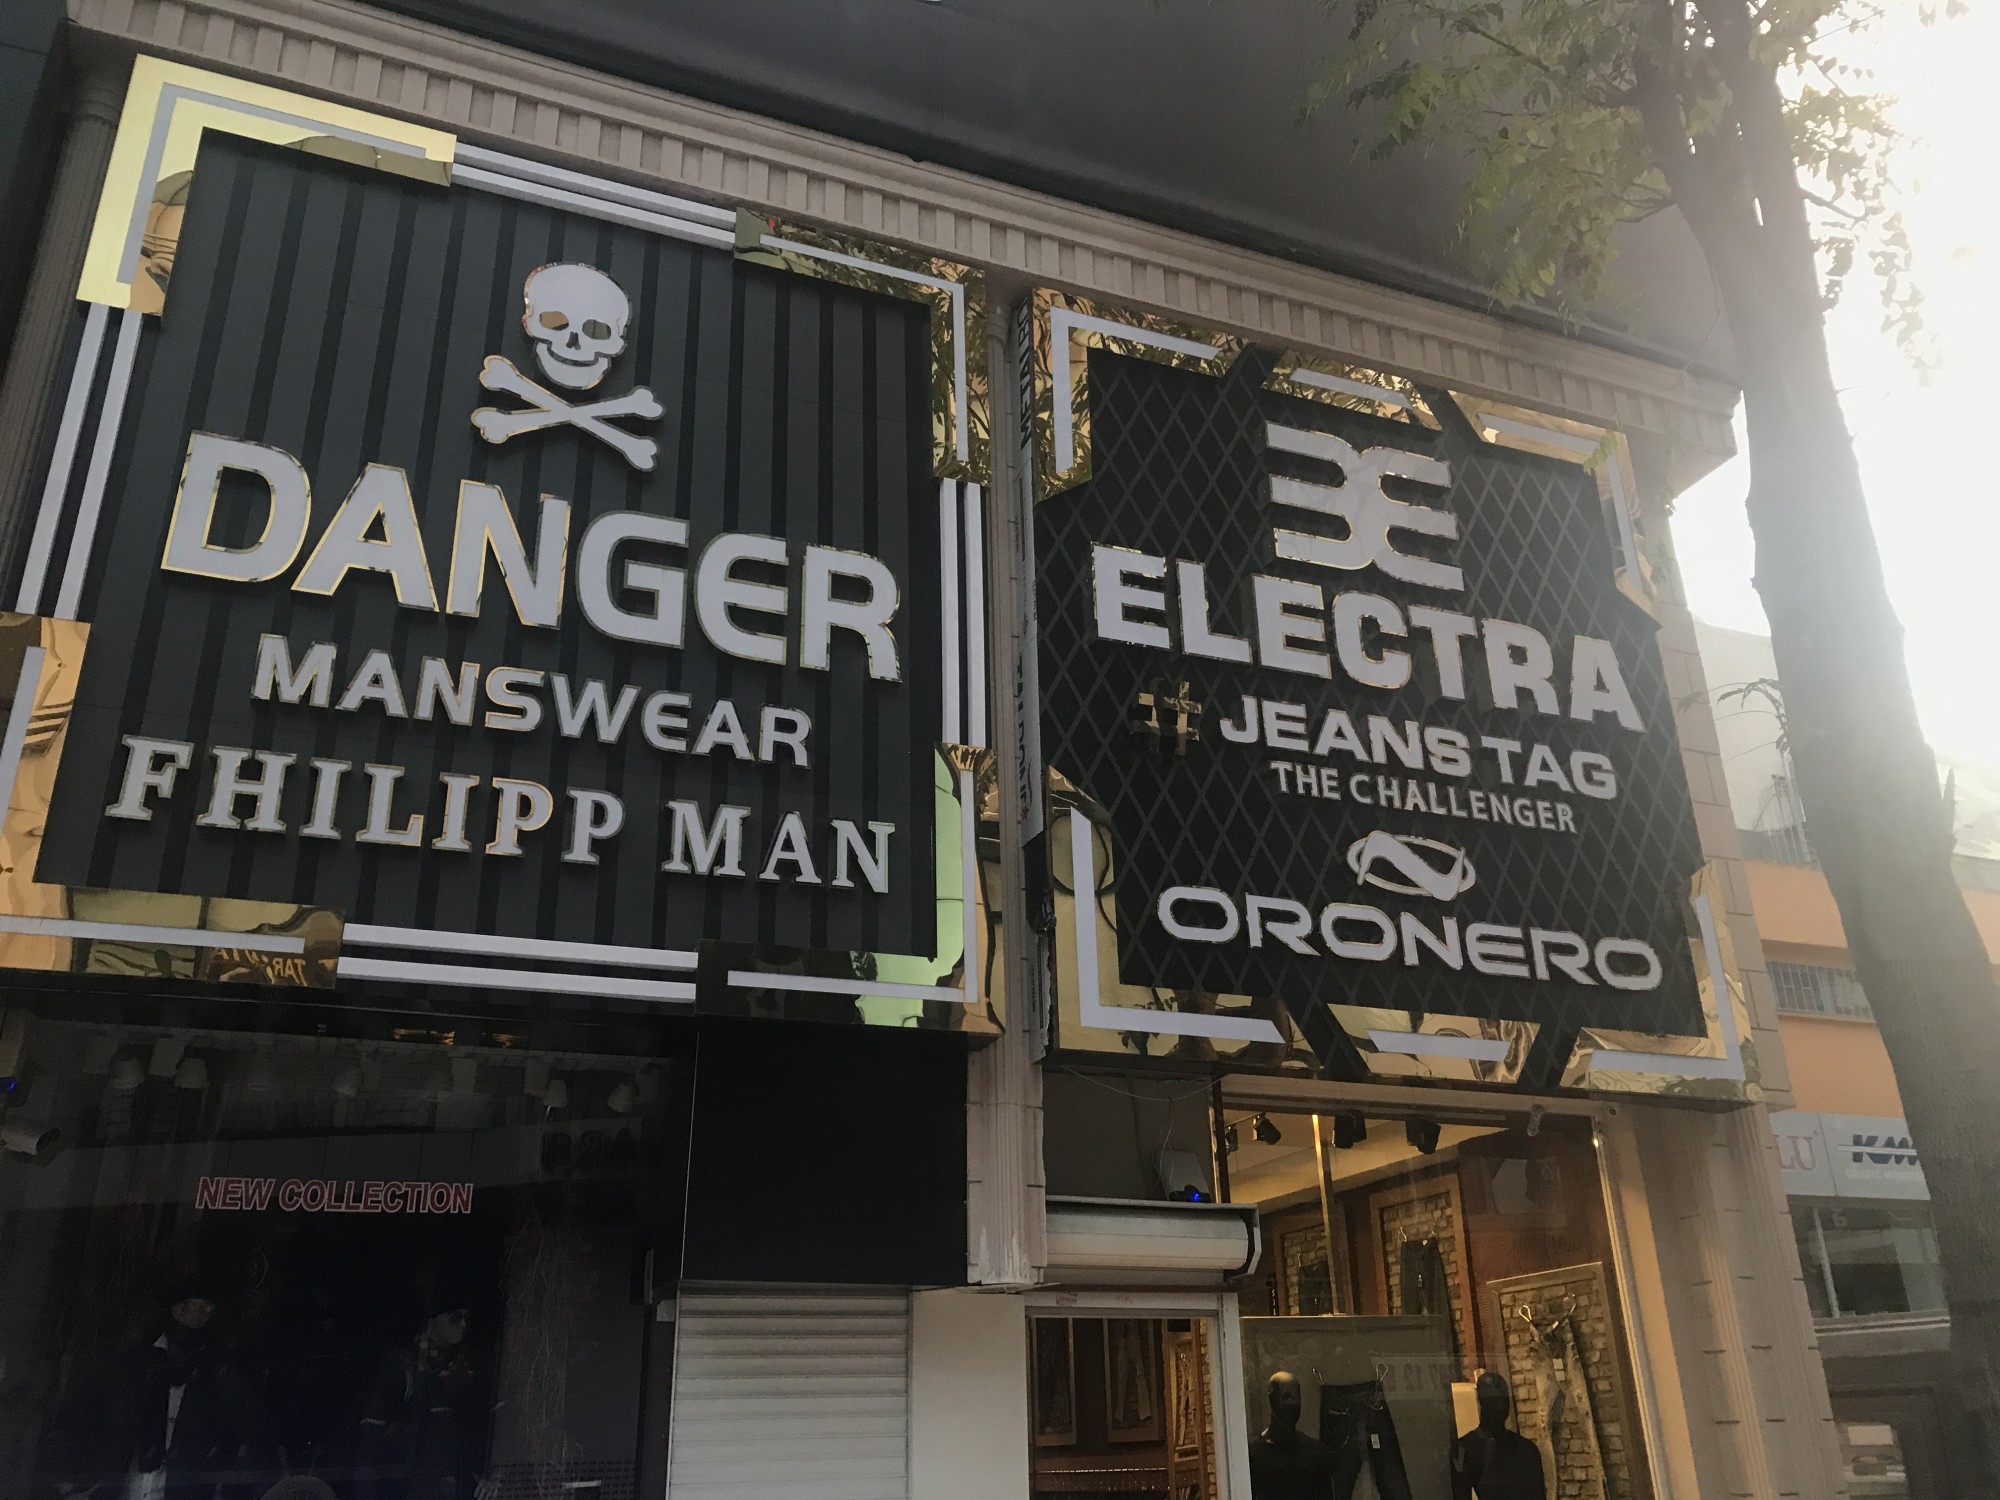 DANGER
MANSWEAR
FHILIPP MAN
ELECTRA
# JEANS TAG
THE CHALLENGER
ORONERO
NEW COLLECTION